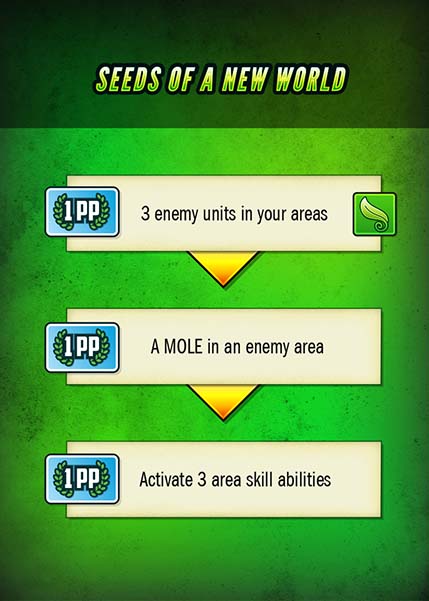 SEEDS OF A NEW WORLD
1 PP
3 enemy units in your areas
1 PP
A MOLE in an enemy area
1 PP
Activate 3 area skill abilities